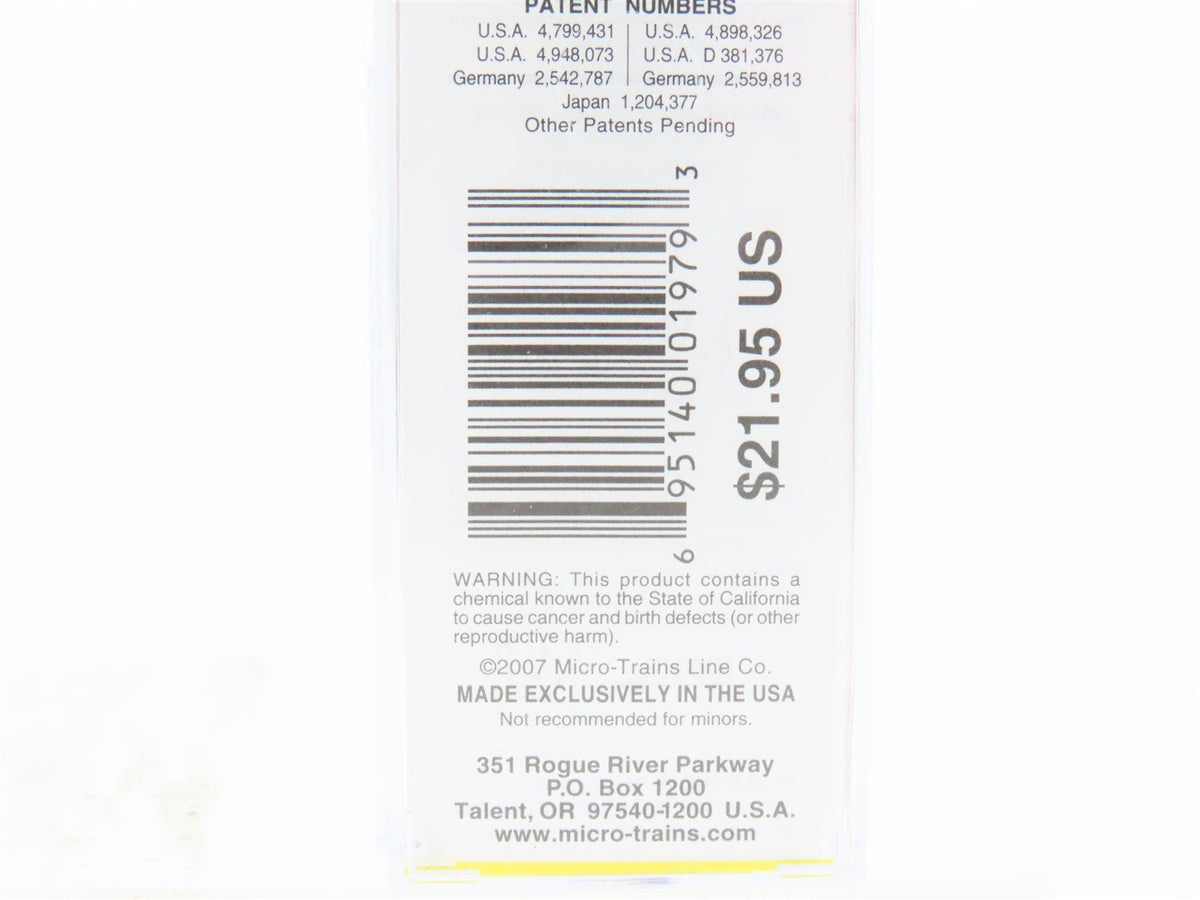 PATENT NUMBERS
U.S.A. 4,799,431 U.S.A. 4,898,326
U.S.A. 4,948,073 U.S.A. D 381,376
Germany 2,542,787 Germany 2,559,813
Japan 1,204,377
Other Patents Pending
6 95140 01979 3
$21.95 US
WARNING: This product contains a
chemical known to the State of California
to cause cancer and birth defects (or other
reproductive harm).
©2007 Micro-Trains Line Co.
MADE EXCLUSIVELY IN THE USA
Not recommended for minors.
351 Rogue River Parkway
P.O. Box 1200
Talent, OR 97540-1200 U.S.A.
www.micro-trains.com